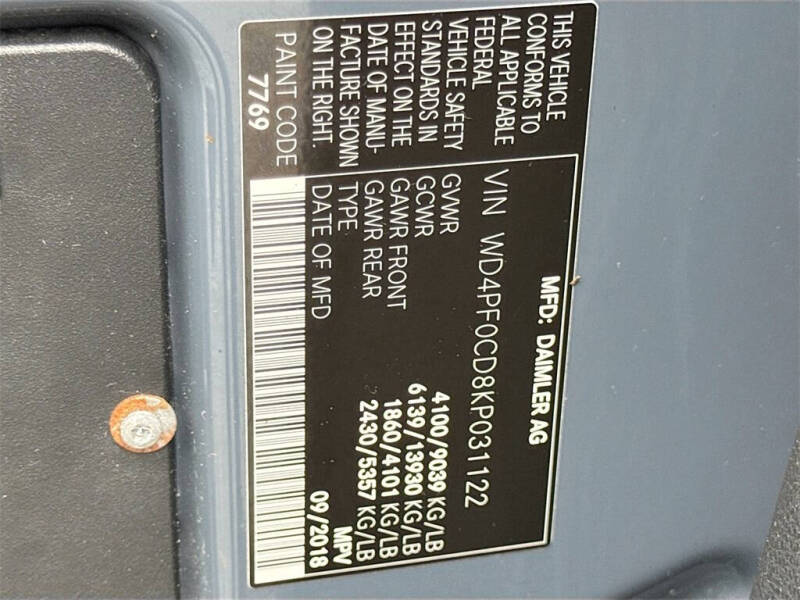 MFD: DAIMLER AG
VIN WD4PF0CD8KP031122
THIS VEHICLE
CONFORMS TO
ALL APPLICABLE
FEDERAL
VEHICLE SAFETY
STANDARDS IN
EFFECT ON THE
DATE OF MANU-
FACTURE SHOWN
ON THE RIGHT.
PAINT CODE
7769
GVWR 4100/9039 KG/LB
GCWR 6139/13930 KG/LB
GAWR FRONT 1860/4101 KG/LB
GAWR REAR 2430/5357 KG/LB
TYPE MPV
DATE OF MFD 09/2018